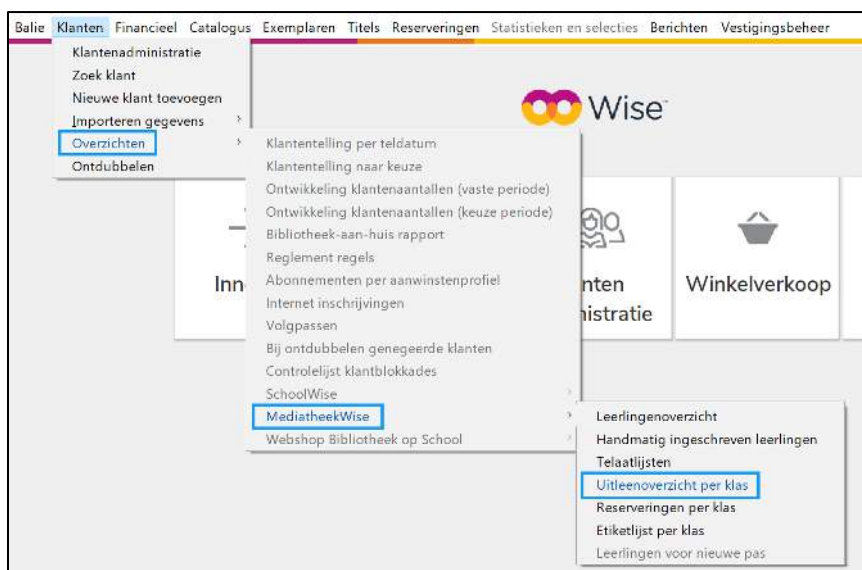 Balie Klanten Financieel Catalogus Exemplaren Titels Reserveringen Statistieken en selecties Berichten Vestigingsbeheer
Klantenadministratie
Zoek klant
Nieuwe klant toevoegen
Importeren gegevens
Overzichten
Ontdubbelen
Wise
Klantentelling per teldatum
Klantentelling naar keuze
Ontwikkeling klantenaantallen (vaste periode)
Ontwikkeling klantenaantallen (keuze periode)
Bibliotheek-aan-huis rapport
Reglement regels
Abonnementen per aanwinstenprofiel
Internet inschrijvingen
Volgpassen
Bij ontdubbelen genegeerde klanten
Controlelijst klantblokkades
SchoolWise
MediatheekWise
Webshop Bibliotheek op School
Inn
nten
istratie
Winkelverkoop
Leerlingenoverzicht
Handmatig ingeschreven leerlingen
Telaatlijsten
Uitleenoverzicht per klas
Reserveringen per klas
Etiketlijst per klas
Leerlingen voor nieuwe pas